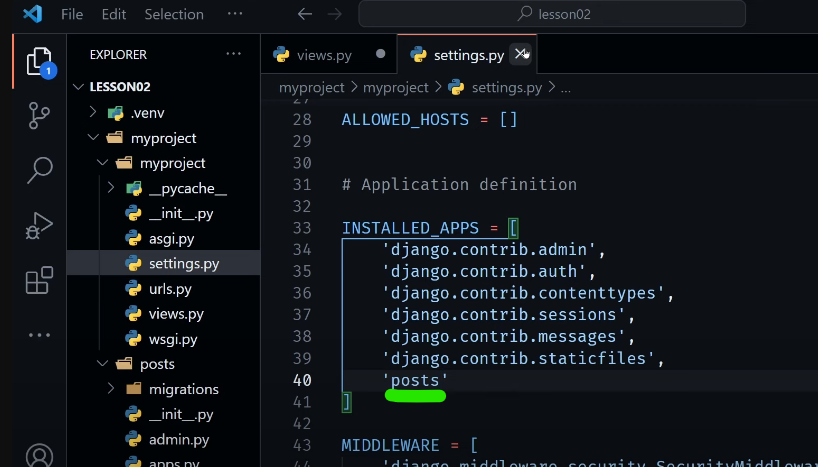 File Edit Selection ··· lesson02
EXPLORER ···
LESSON02
.venv
myproject
myproject
__pycache__
__init__.py
asgi.py
settings.py
urls.py
views.py
wsgi.py
posts
migrations
__init__.py
admin.py
apps.py
1
views.py settings.py
myproject > myproject > settings.py > ...
27
28 ALLOWED_HOSTS = []
29
30
31 # Application definition
32
33 INSTALLED_APPS = [
34 'django.contrib.admin',
35 'django.contrib.auth',
36 'django.contrib.contenttypes',
37 'django.contrib.sessions',
38 'django.contrib.messages',
39 'django.contrib.staticfiles',
40 'posts'
41 ]
42
43 MIDDLEWARE = [
44 'django.middleware.security.SecurityMiddlewa